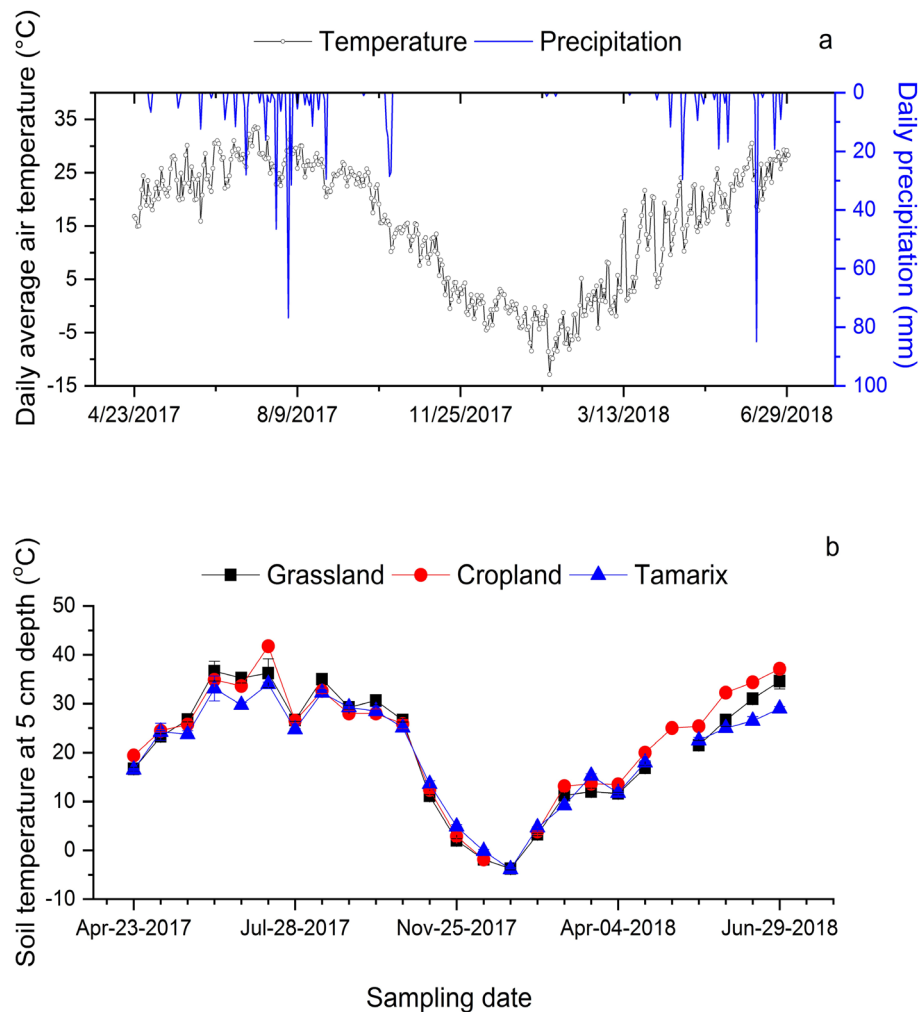 Temperature Precipitation a
Daily average air temperature (°C)
35
25
15
5
-5
-15
0
20
40
60
80
100
Daily precipitation (mm)
4/23/2017 8/9/2017 11/25/2017 3/13/2018 6/29/2018
b
Grassland Cropland Tamarix
Soil temperature at 5 cm depth (°C)
50
40
30
20
10
0
-10
Apr-23-2017 Jul-28-2017 Nov-25-2017 Apr-04-2018 Jun-29-2018
Sampling date